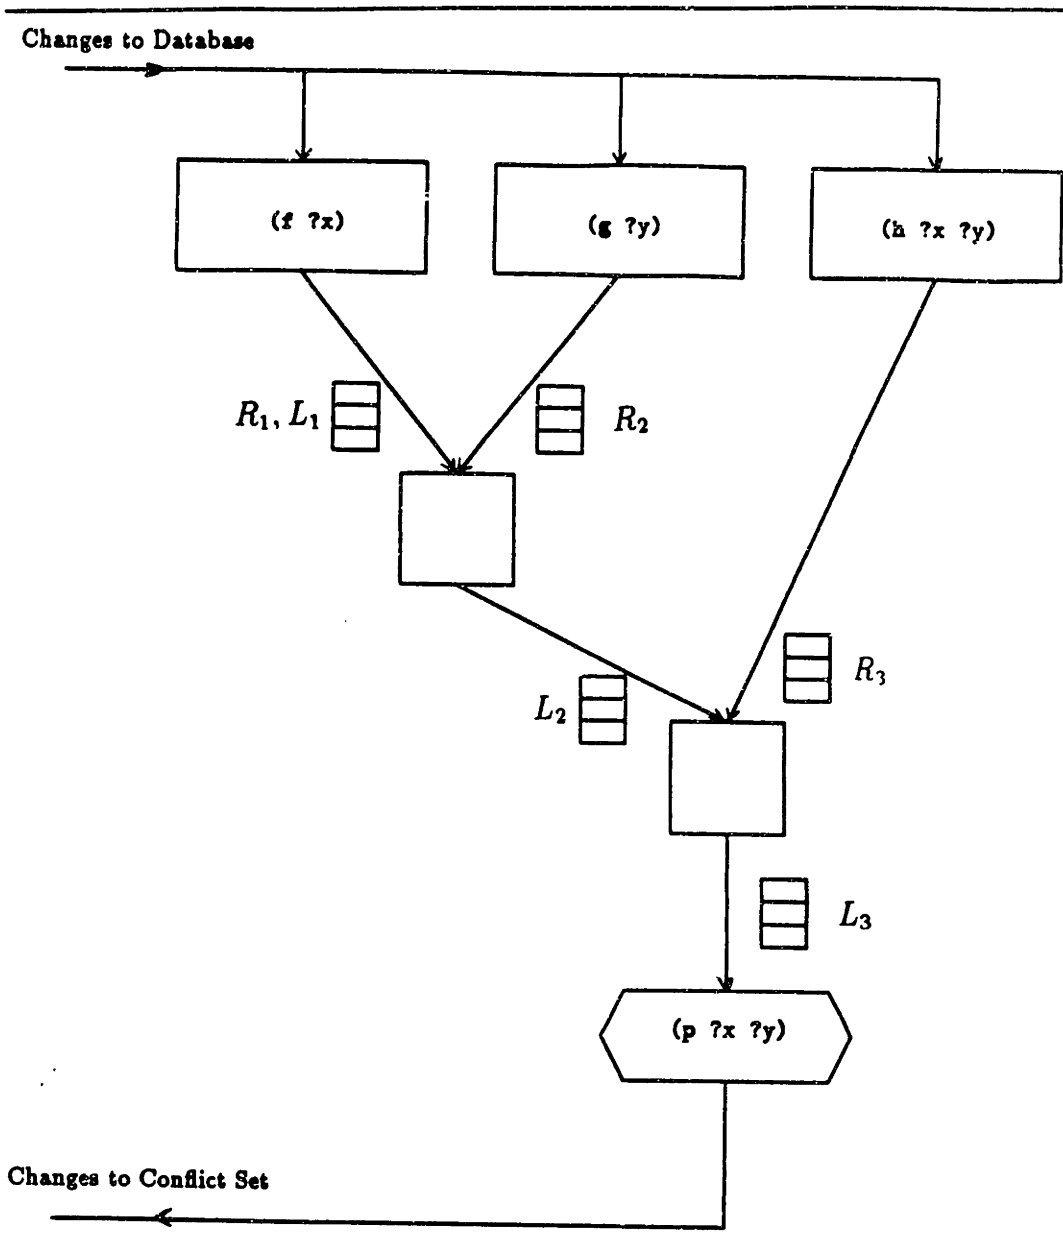 Changes to Database
(f ?x)
(g ?y)
(h ?x ?y)
R₁, L₁
R₂
R₃
L₂
L₃
(p ?x ?y)
Changes to Conflict Set